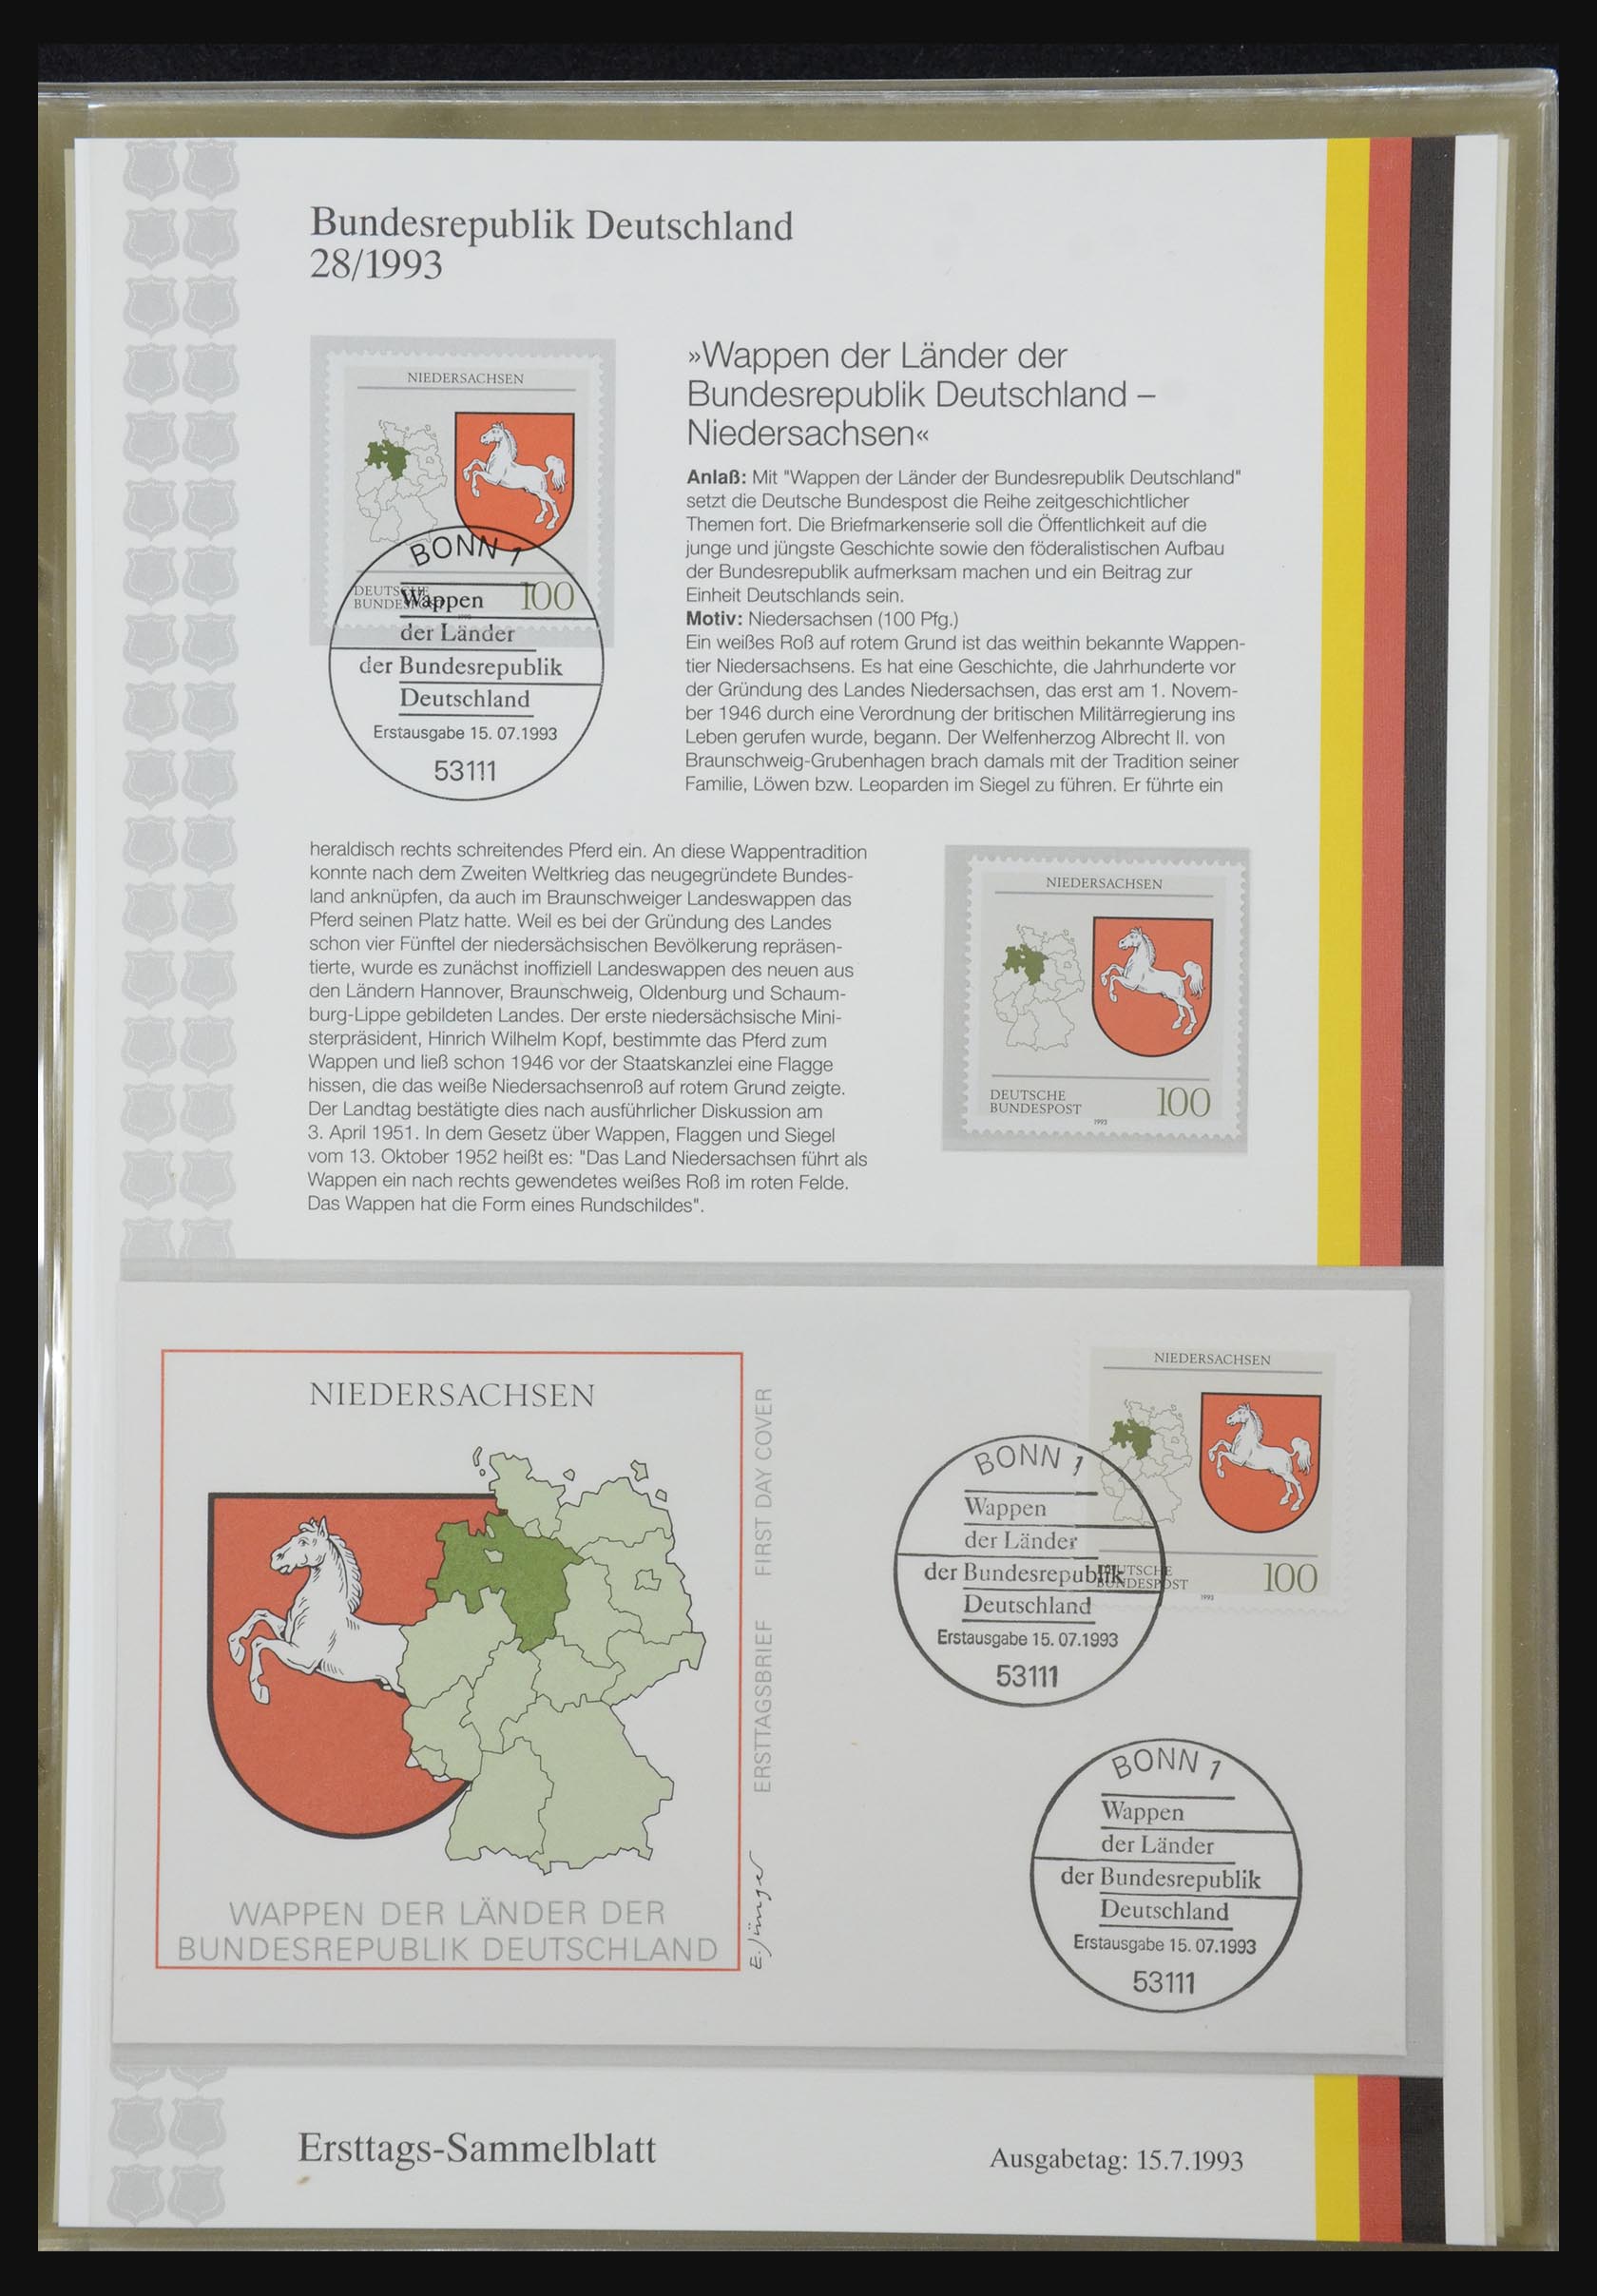 Bundesrepublik Deutschland
28/1993
NIEDERSACHSEN
DEUTSCHE
BUNDESPOST
100
BONN 1
Wappen
der Länder
der Bundesrepublik
Deutschland
Erstausgabe 15. 07.1993
53111
»Wappen der Länder der
Bundesrepublik Deutschland –
Niedersachsen«
Anlaß: Mit "Wappen der Länder der Bundesrepublik Deutschland"
setzt die Deutsche Bundespost die Reihe zeitgeschichtlicher
Themen fort. Die Briefmarkenserie soll die Öffentlichkeit auf die
junge und jüngste Geschichte sowie den föderalistischen Aufbau
der Bundesrepublik aufmerksam machen und ein Beitrag zur
Einheit Deutschlands sein.
Motiv: Niedersachsen (100 Pfg.)
Ein weißes Roß auf rotem Grund ist das weithin bekannte Wappen-
tier Niedersachsens. Es hat eine Geschichte, die Jahrhunderte vor
der Gründung des Landes Niedersachsen, das erst am 1. Novem-
ber 1946 durch eine Verordnung der britischen Militärregierung ins
Leben gerufen wurde, begann. Der Welfenherzog Albrecht II. von
Braunschweig-Grubenhagen brach damals mit der Tradition seiner
Familie, Löwen bzw. Leoparden im Siegel zu führen. Er führte ein
heraldisch rechts schreitendes Pferd ein. An diese Wappentradition
konnte nach dem Zweiten Weltkrieg das neugegründete Bundes-
land anknüpfen, da auch im Braunschweiger Landeswappen das
Pferd seinen Platz hatte. Weil es bei der Gründung des Landes
schon vier Fünftel der niedersächsischen Bevölkerung repräsen-
tierte, wurde es zunächst inoffiziell Landeswappen des neuen aus
den Ländern Hannover, Braunschweig, Oldenburg und Schaum-
burg-Lippe gebildeten Landes. Der erste niedersächsische Mini-
sterpräsident, Hinrich Wilhelm Kopf, bestimmte das Pferd zum
Wappen und ließ schon 1946 vor der Staatskanzlei eine Flagge
hissen, die das weiße Niedersachsenroß auf rotem Grund zeigte.
Der Landtag bestätigte dies nach ausführlicher Diskussion am
3. April 1951. In dem Gesetz über Wappen, Flaggen und Siegel
vom 13. Oktober 1952 heißt es: "Das Land Niedersachsen führt als
Wappen ein nach rechts gewendetes weißes Roß im roten Felde.
Das Wappen hat die Form eines Rundschildes".
NIEDERSACHSEN
DEUTSCHE
BUNDESPOST
100
1993
NIEDERSACHSEN
WAPPEN DER LÄNDER DER
BUNDESREPUBLIK DEUTSCHLAND
ERSTTAGSBRIEF FIRST DAY COVER
E. Jünger
NIEDERSACHSEN
DEUTSCHE
BUNDESPOST
100
1993
BONN 1
Wappen
der Länder
der Bundesrepublik
Deutschland
Erstausgabe 15. 07.1993
53111
BONN 1
Wappen
der Länder
der Bundesrepublik
Deutschland
Erstausgabe 15. 07.1993
53111
Ersttags-Sammelblatt
Ausgabetag: 15.7.1993